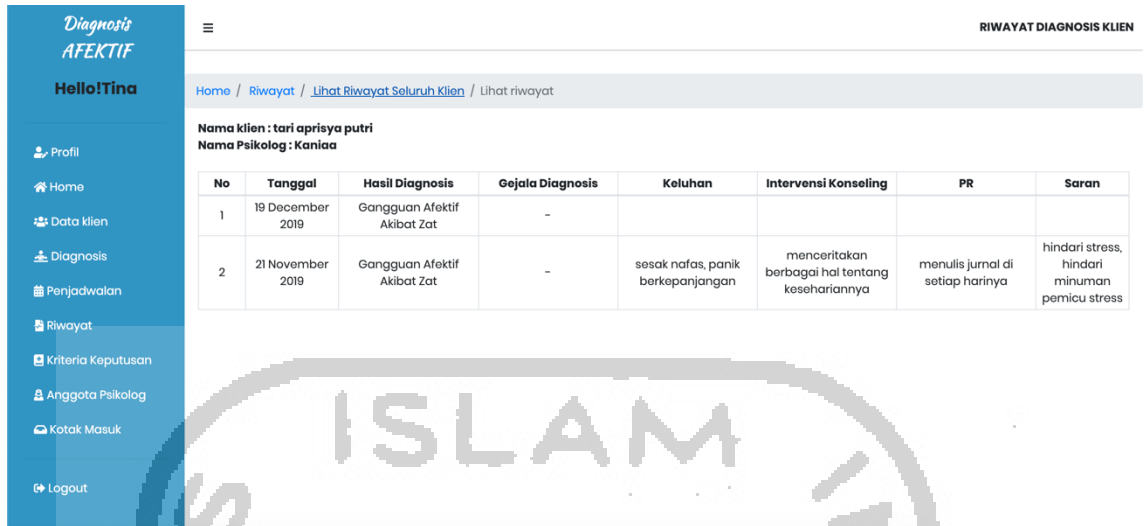 Diagnosis
AFEKTIF
Hello!Tina
Profil
Home
Data klien
Diagnosis
Penjadwalan
Riwayat
Kriteria Keputusan
Anggota Psikolog
Kotak Masuk
Logout
RIWAYAT DIAGNOSIS KLIEN
Home / Riwayat / Lihat Riwayat Seluruh Klien / Lihat riwayat
Nama klien : tari aprisya putri
Nama Psikolog : Kaniaa
No Tanggal Hasil Diagnosis Gejala Diagnosis Keluhan Intervensi Konseling PR Saran
1 19 December 2019 Gangguan Afektif Akibat Zat -
2 21 November 2019 Gangguan Afektif Akibat Zat - sesak nafas, panik berkepanjangan menceritakan berbagai hal tentang kesehariannya menulis jurnal di setiap harinya hindari stress, hindari minuman pemicu stress
ISLAM